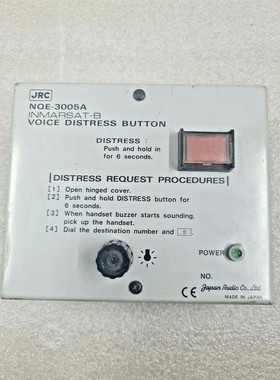 JRC
NQE-3005A
INMARSAT-B
VOICE DISTRESS BUTTON
DISTRESS :
Push and hold in
for 6 seconds.
DISTRESS REQUEST PROCEDURES
[1] Open hinged cover.
[2] Push and hold DISTRESS button for
6 seconds.
[3] When handset buzzer starts sounding,
pick up the handset.
[4] Dial the destination number and
POWER
NO.
CE Japan Radio Co., Ltd.
MADE IN JAPAN